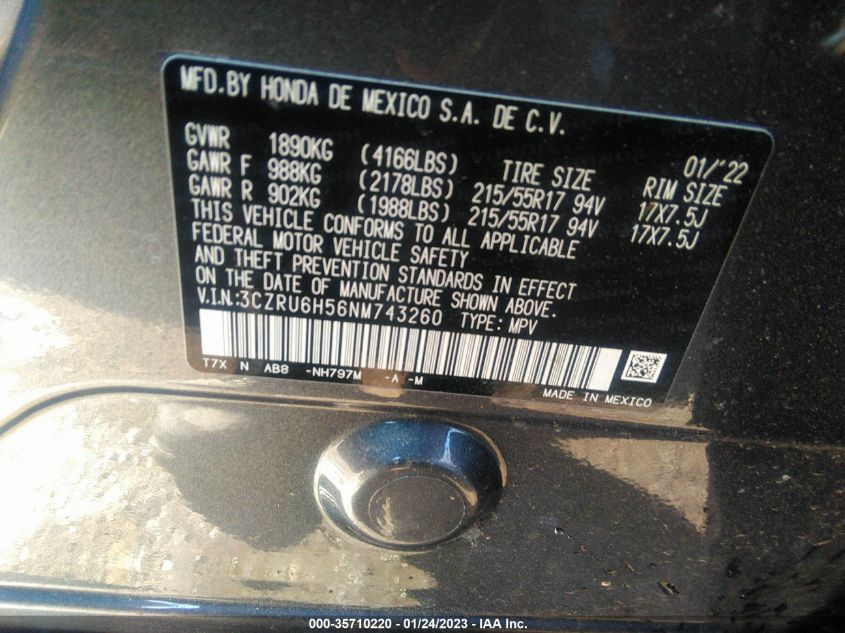 MFD.BY HONDA DE MEXICO S.A. DE C.V.
01/'22
GVWR 1890KG (4166LBS) TIRE SIZE RIM SIZE
GAWR F 988KG (2178LBS) 215/55R17 94V 17X7.5J
GAWR R 902KG (1988LBS) 215/55R17 94V 17X7.5J
THIS VEHICLE CONFORMS TO ALL APPLICABLE
FEDERAL MOTOR VEHICLE SAFETY
AND THEFT PREVENTION STANDARDS IN EFFECT
ON THE DATE OF MANUFACTURE SHOWN ABOVE.
V.I.N.:3CZRU6H56NM743260 TYPE: MPV
T7X N AB8 -NH797M -A -M
MADE IN MEXICO
000-35710220 - 01/24/2023 - IAA Inc.